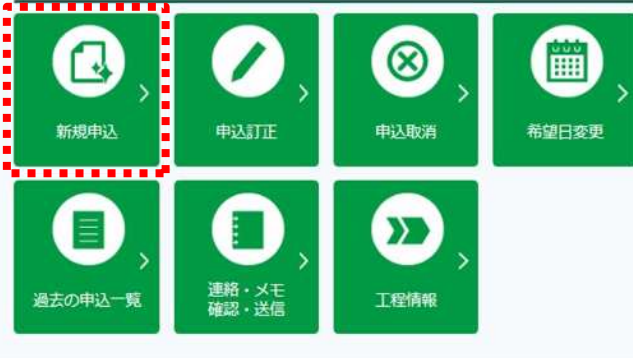 新規申込
申込訂正
申込取消
希望日変更
過去の申込一覧
連絡・メモ
確認・送信
工程情報